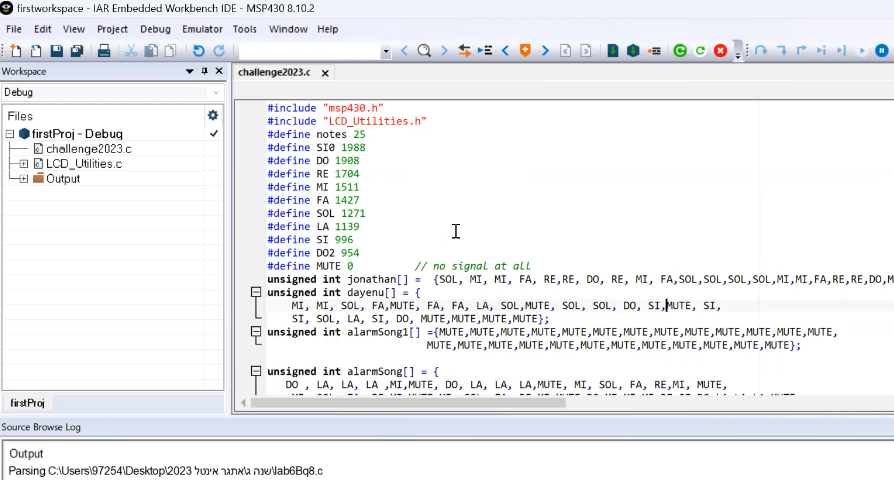 firstworkspace - IAR Embedded Workbench IDE - MSP430 8.10.2
File Edit View Project Debug Emulator Tools Window Help
Workspace
challenge2023.c
Debug
Files
firstProj - Debug
challenge2023.c
LCD_Utilities.c
Output
firstProj
#include "msp430.h"
#include "LCD_Utilities.h"
#define notes 25
#define SI0 1988
#define DO 1908
#define RE 1704
#define MI 1511
#define FA 1427
#define SOL 1271
#define LA 1139
#define SI 996
#define DO2 954
#define MUTE 0 // no signal at all
unsigned int jonathan[] = {SOL, MI, MI, FA, RE,RE, DO, RE, MI, FA,SOL,SOL,SOL,SOL,MI,MI,FA,RE,RE,DO,M
unsigned int dayenu[] = {
MI, MI, SOL, FA,MUTE, FA, FA, LA, SOL,MUTE, SOL, SOL, DO, SI,MUTE, SI,
SI, SOL, LA, SI, DO, MUTE,MUTE,MUTE,MUTE};
unsigned int alarmSong1[] ={MUTE,MUTE,MUTE,MUTE,MUTE,MUTE,MUTE,MUTE,MUTE,MUTE,MUTE,MUTE,MUTE,
MUTE,MUTE,MUTE,MUTE,MUTE,MUTE,MUTE,MUTE,MUTE,MUTE,MUTE,MUTE};
unsigned int alarmSong[] = {
DO , LA, LA, LA ,MI,MUTE, DO, LA, LA, LA,MUTE, MI, SOL, FA, RE,MI, MUTE,
Source Browse Log
Output
Parsing C:\Users\97254\Desktop\2023 שנה ג\אתגר אינטל\lab6Bq8.c